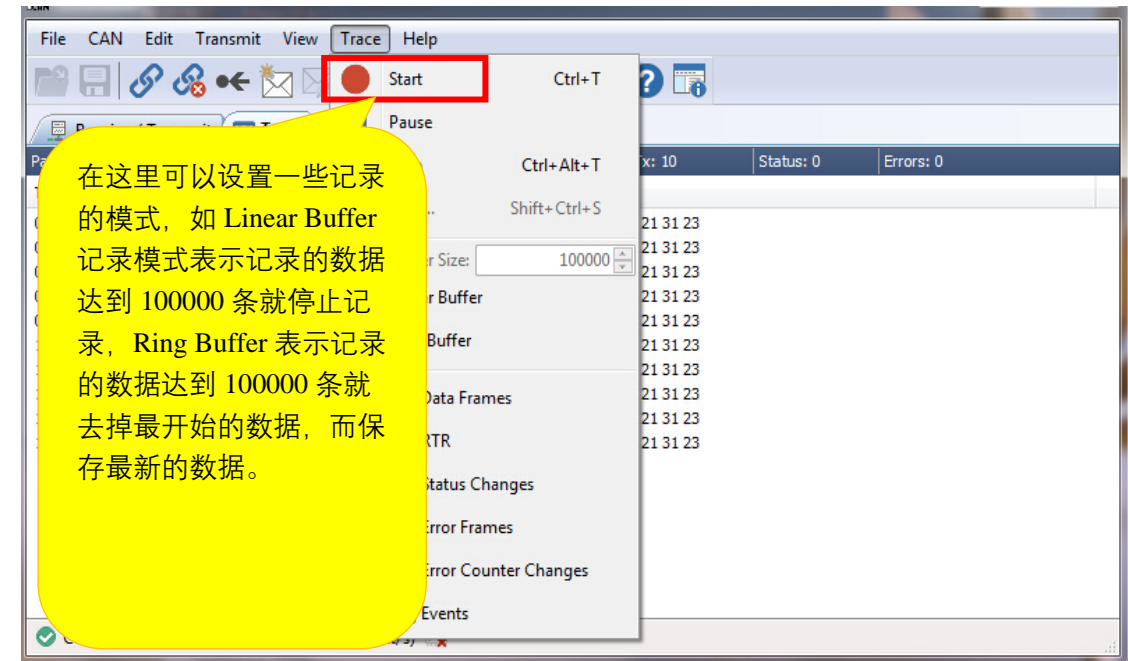 File CAN Edit Transmit View Trace Help
Start Ctrl+T
Pause
Ctrl+Alt+T
Shift+Ctrl+S
Size: 100000
Buffer
Buffer
Data Frames
RTR
Status Changes
Error Frames
Error Counter Changes
Events
10 Status: 0 Errors: 0
21 31 23
21 31 23
21 31 23
21 31 23
21 31 23
21 31 23
21 31 23
21 31 23
21 31 23
21 31 23
在这里可以设置一些记录
的模式，如 Linear Buffer
记录模式表示记录的数据
达到 100000 条就停止记
录，Ring Buffer 表示记录
的数据达到 100000 条就
去掉最开始的数据，而保
存最新的数据。